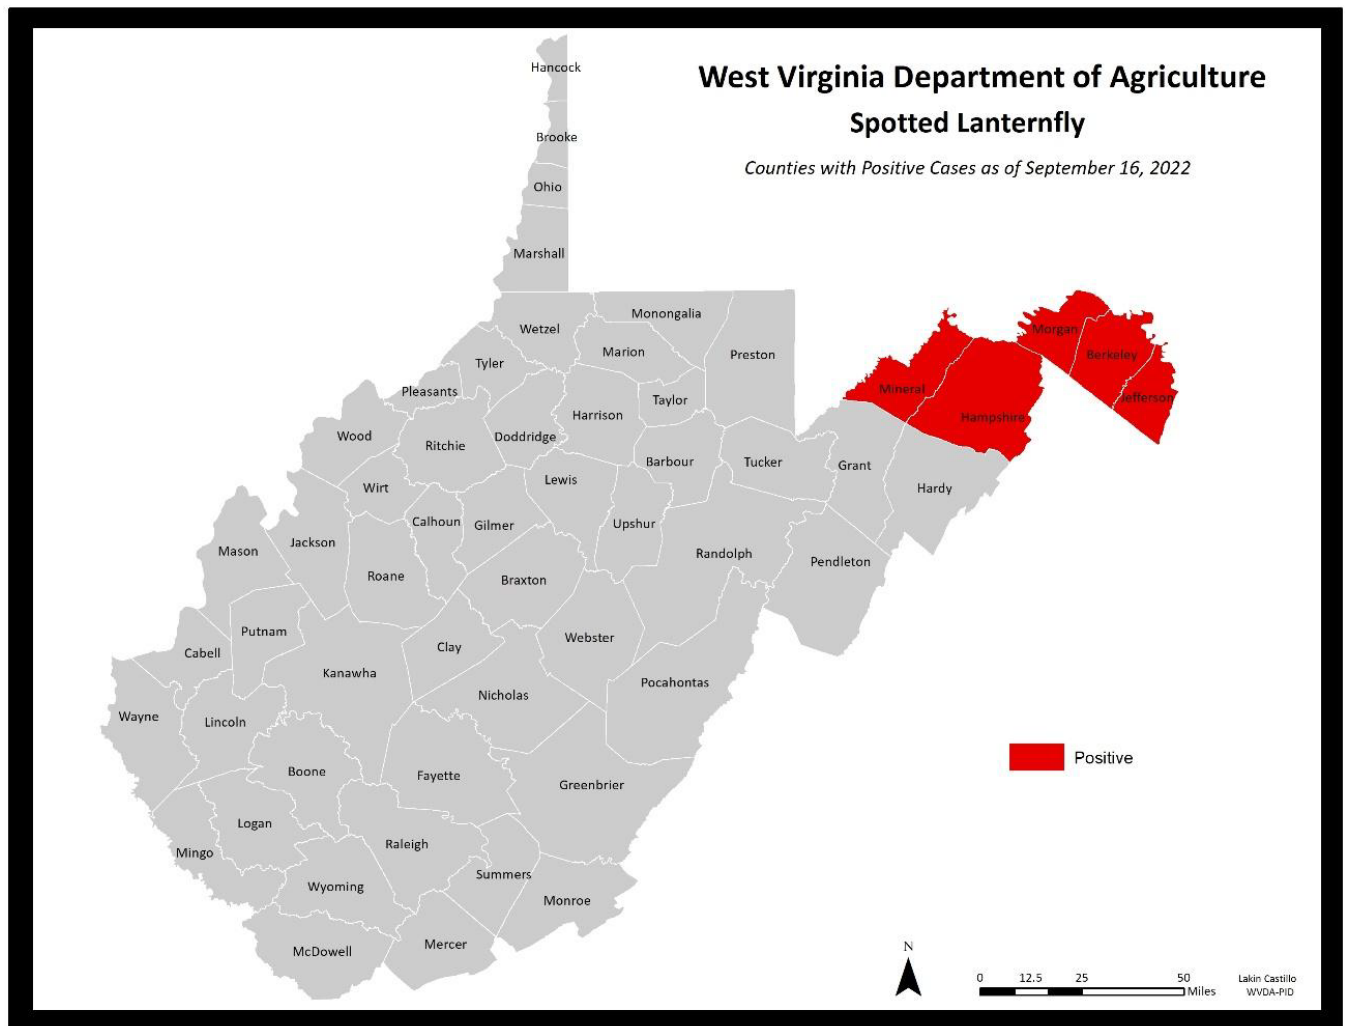 West Virginia Department of Agriculture
Spotted Lanternfly
Counties with Positive Cases as of September 16, 2022
Hancock
Brooke
Ohio
Marshall
Wetzel
Monongalia
Marion
Preston
Tyler
Pleasants
Taylor
Harrison
Wood
Ritchie
Doddridge
Barbour
Tucker
Grant
Hardy
Mineral
Hampshire
Morgan
Berkeley
Jefferson
Wirt
Lewis
Calhoun
Gilmer
Upshur
Mason
Jackson
Roane
Braxton
Randolph
Pendleton
Putnam
Cabell
Kanawha
Clay
Webster
Nicholas
Pocahontas
Wayne
Lincoln
Boone
Fayette
Greenbrier
Logan
Mingo
Raleigh
Wyoming
Summers
Monroe
McDowell
Mercer
Positive
N
0 12.5 25 50
Miles
Lakin Castillo
WVDA-PID